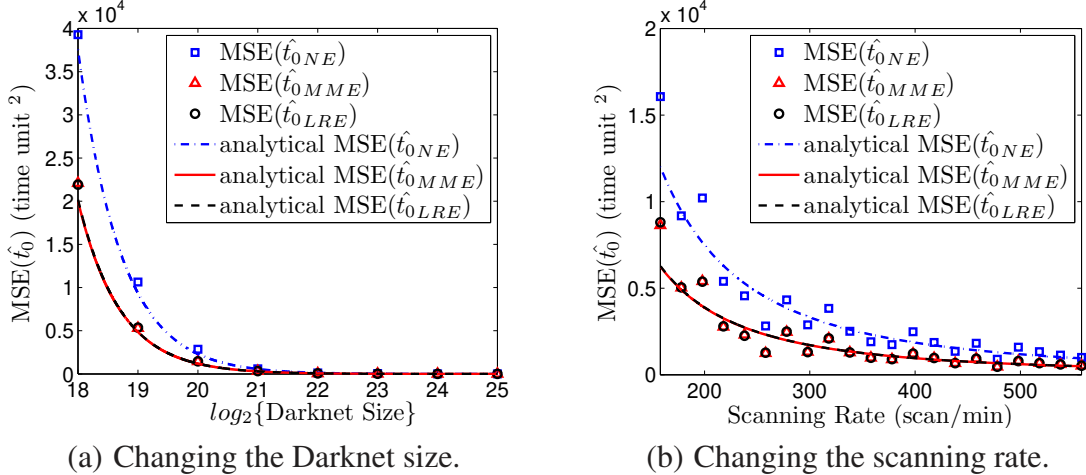 x 10⁴
4
3.5
3
2.5
2
1.5
1
0.5
0
18 19 20 21 22 23 24 25
MSE(t̂₀) (time unit ²)
log₂{Darknet Size}
MSE(t̂₀NE)
MSE(t̂₀MME)
MSE(t̂₀LRE)
analytical MSE(t̂₀NE)
analytical MSE(t̂₀MME)
analytical MSE(t̂₀LRE)
(a) Changing the Darknet size.
x 10⁴
2
1.5
1
0.5
0
200 300 400 500
MSE(t̂₀) (time unit ²)
Scanning Rate (scan/min)
MSE(t̂₀NE)
MSE(t̂₀MME)
MSE(t̂₀LRE)
analytical MSE(t̂₀NE)
analytical MSE(t̂₀MME)
analytical MSE(t̂₀LRE)
(b) Changing the scanning rate.